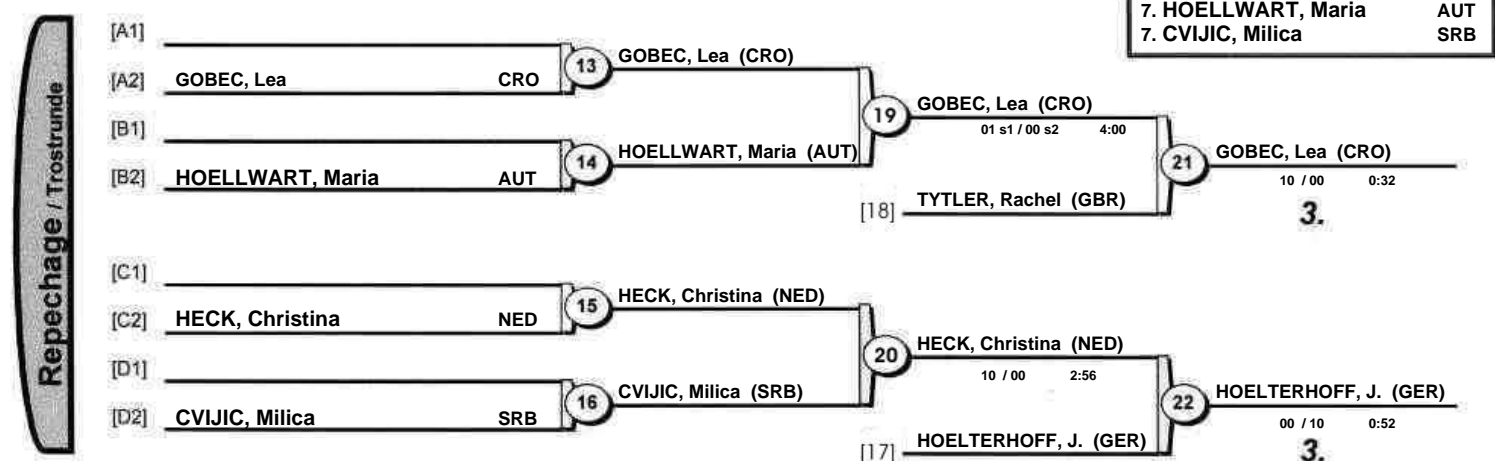 7. HOELLWART, Maria AUT
7. CVIJIC, Milica SRB
Repechage / Trostrunde
[A1]
[A2] GOBEC, Lea CRO
13
GOBEC, Lea (CRO)
[B1]
[B2] HOELLWART, Maria AUT
14
HOELLWART, Maria (AUT)
19
GOBEC, Lea (CRO)
01 s1 / 00 s2 4:00
[18] TYTLER, Rachel (GBR)
21
GOBEC, Lea (CRO)
10 / 00 0:32
3.
[C1]
[C2] HECK, Christina NED
15
HECK, Christina (NED)
[D1]
[D2] CVIJIC, Milica SRB
16
CVIJIC, Milica (SRB)
20
HECK, Christina (NED)
10 / 00 2:56
[17] HOELTERHOFF, J. (GER)
22
HOELTERHOFF, J. (GER)
00 / 10 0:52
3.